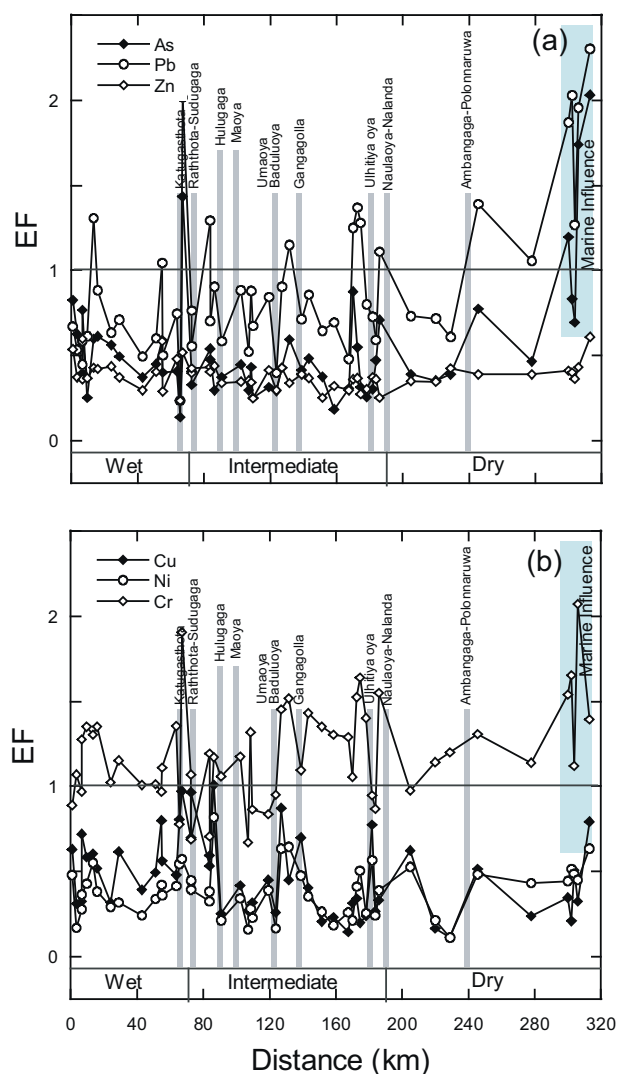 (a)
As
Pb
Zn
2
1
0
EF
Katugasthota
Raththota-Sudugaga
Hulugaga
Maoya
Umaoya
Baduluoya
Gangagolla
Ulhitiya oya
Naulaoya-Nalanda
Ambangaga-Polonnaruwa
Marine Influence
Wet
Intermediate
Dry
(b)
Cu
Ni
Cr
2
1
0
EF
Katugasthota
Raththota-Sudugaga
Hulugaga
Maoya
Umaoya
Baduluoya
Gangagolla
Ulhitiya oya
Naulaoya-Nalanda
Ambangaga-Polonnaruwa
Marine Influence
Wet
Intermediate
Dry
0 40 80 120 160 200 240 280 320
Distance (km)